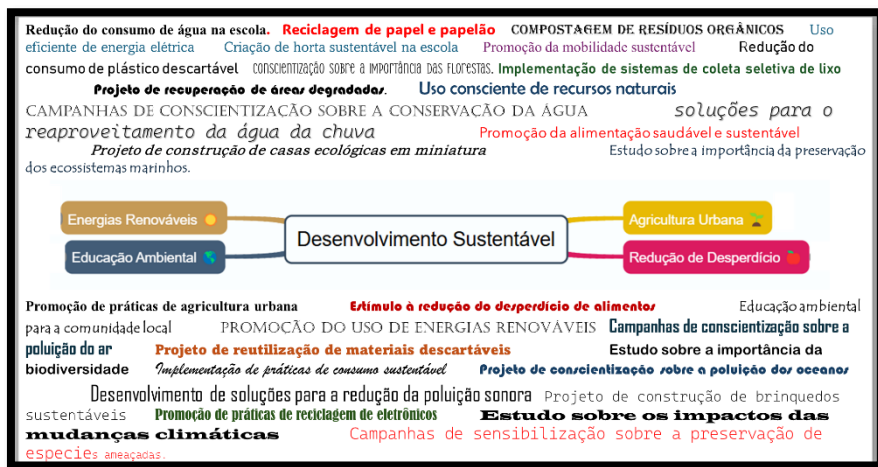 Redução do consumo de água na escola. Reciclagem de papel e papelão COMPOSTAGEM DE RESÍDUOS ORGÂNICOS Uso
eficiente de energia elétrica Criação de horta sustentável na escola Promoção da mobilidade sustentável Redução do
consumo de plástico descartável CONSCIENTIZAÇÃO SOBRE A IMPORTÂNCIA DAS FLORESTAS. Implementação de sistemas de coleta seletiva de lixo
Projeto de recuperação de áreas degradadas. Uso consciente de recursos naturais
CAMPANHAS DE CONSCIENTIZAÇÃO SOBRE A CONSERVAÇÃO DA ÁGUA soluções para o
reaproveitamento da água da chuva Promoção da alimentação saudável e sustentável
Projeto de construção de casas ecológicas em miniatura Estudo sobre a importância da preservação
dos ecossistemas marinhos.
Energias Renováveis Agricultura Urbana
Desenvolvimento Sustentável
Educação Ambiental Redução de Desperdício
Promoção de práticas de agricultura urbana Estímulo à redução do desperdício de alimentos Educação ambiental
para a comunidade local PROMOÇÃO DO USO DE ENERGIAS RENOVÁVEIS Campanhas de conscientização sobre a
poluição do ar Projeto de reutilização de materiais descartáveis Estudo sobre a importância da
biodiversidade Implementação de práticas de consumo sustentável Projeto de conscientização sobre a poluição dos oceanos
Desenvolvimento de soluções para a redução da poluição sonora Projeto de construção de brinquedos
sustentáveis Promoção de práticas de reciclagem de eletrônicos Estudo sobre os impactos das
mudanças climáticas Campanhas de sensibilização sobre a preservação de
espécies ameaçadas.